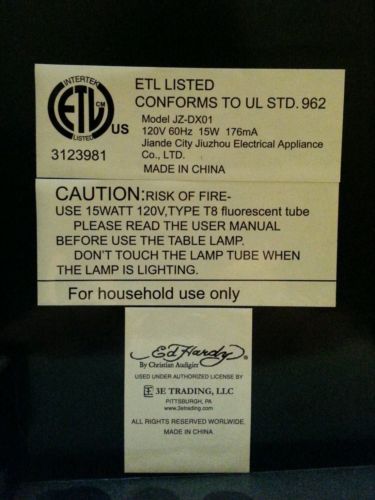 INTERTEK
ETL CM
LISTED
US
3123981
ETL LISTED
CONFORMS TO UL STD. 962
Model JZ-DX01
120V 60Hz 15W 176mA
Jiande City Jiuzhou Electrical Appliance
Co., LTD.
MADE IN CHINA
CAUTION:RISK OF FIRE-
USE 15WATT 120V,TYPE T8 fluorescent tube
PLEASE READ THE USER MANUAL
BEFORE USE THE TABLE LAMP.
DON'T TOUCH THE LAMP TUBE WHEN
THE LAMP IS LIGHTING.
For household use only
Ed Hardy
By Christian Audigier
USED UNDER AUTHORIZED LICENSE BY
3E TRADING, LLC
PITTSBURGH, PA
www.3etrading.com
ALL RIGHTS RESERVED WORLWIDE.
MADE IN CHINA